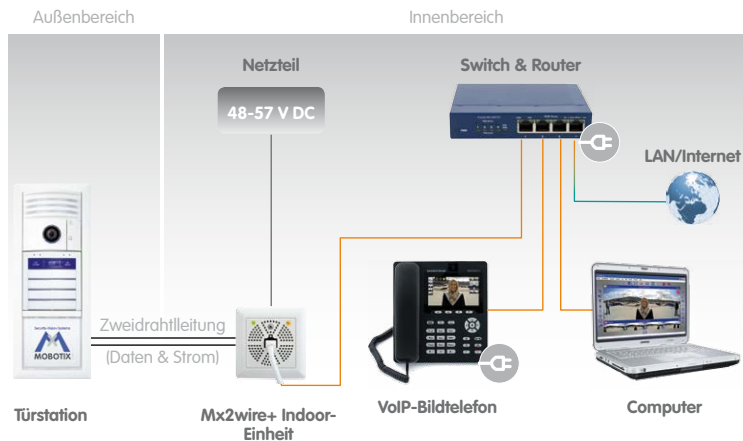 Außenbereich
Innenbereich
Netzteil
48-57 V DC
Switch & Router
LAN/Internet
Zweidrahtlleitung
(Daten & Strom)
MOBOTIX
Türstation
Mx2wire+ Indoor-
Einheit
VoIP-Bildtelefon
Computer